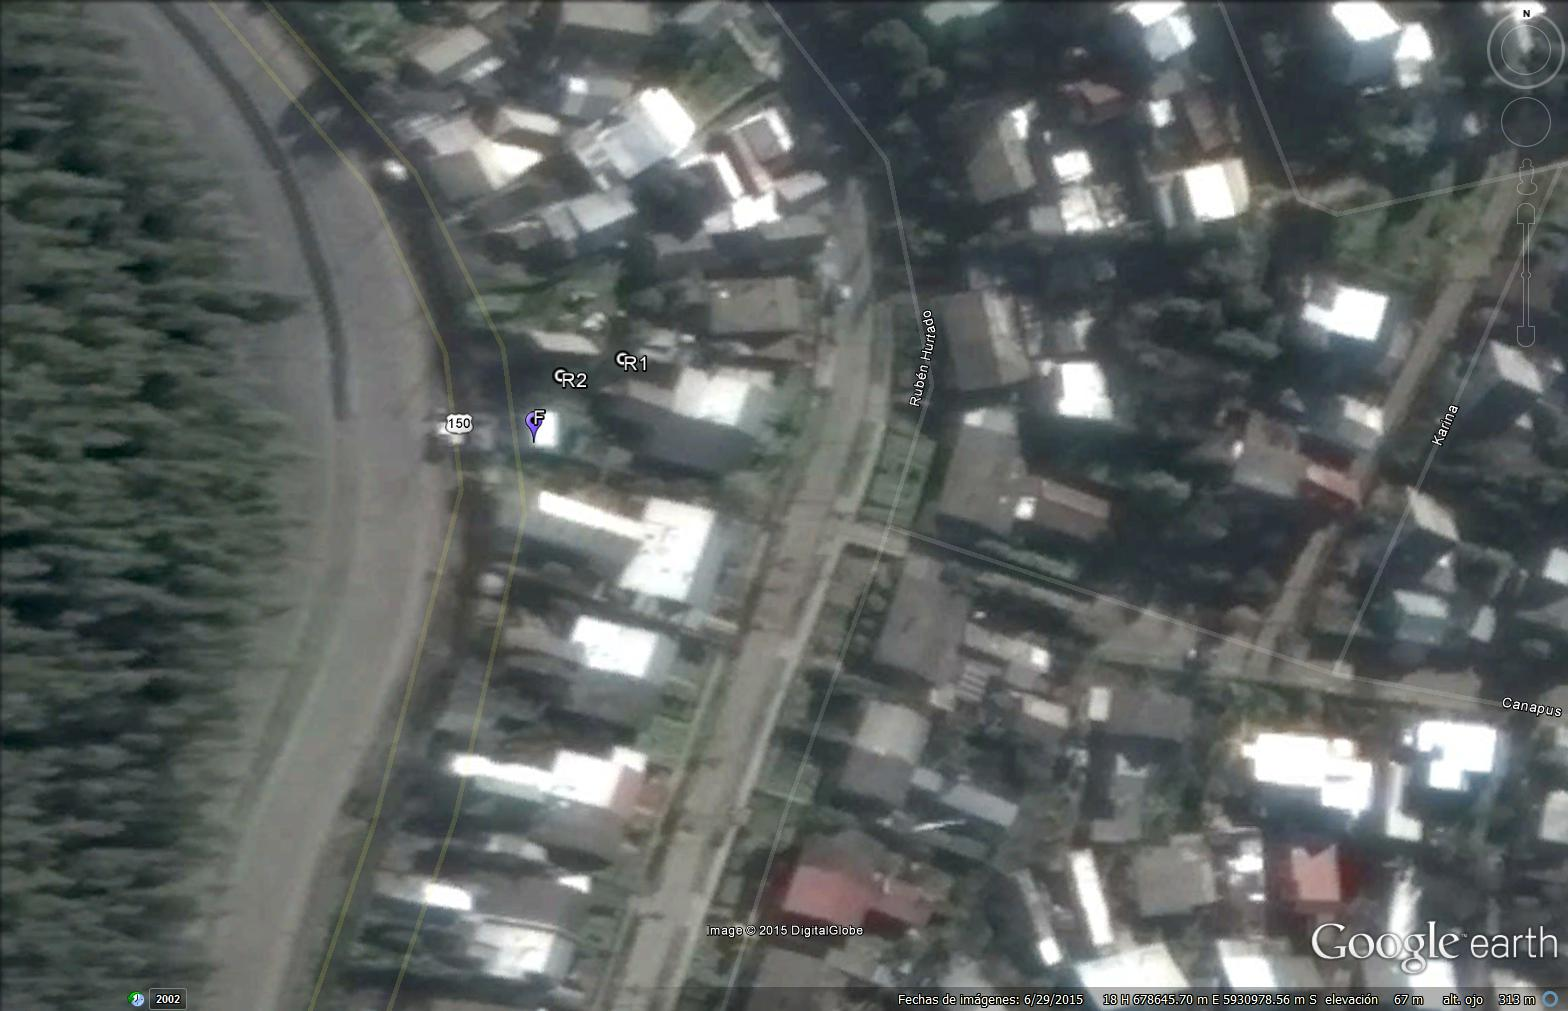 N
Rubén Hurtado
R1
R2
F
150
Karina
Canapus
Image © 2015 DigitalGlobe
Google earth
2002
Fechas de imágenes: 6/29/2015 18 H 678645.70 m E 5930978.56 m S elevación 67 m alt. ojo 313 m